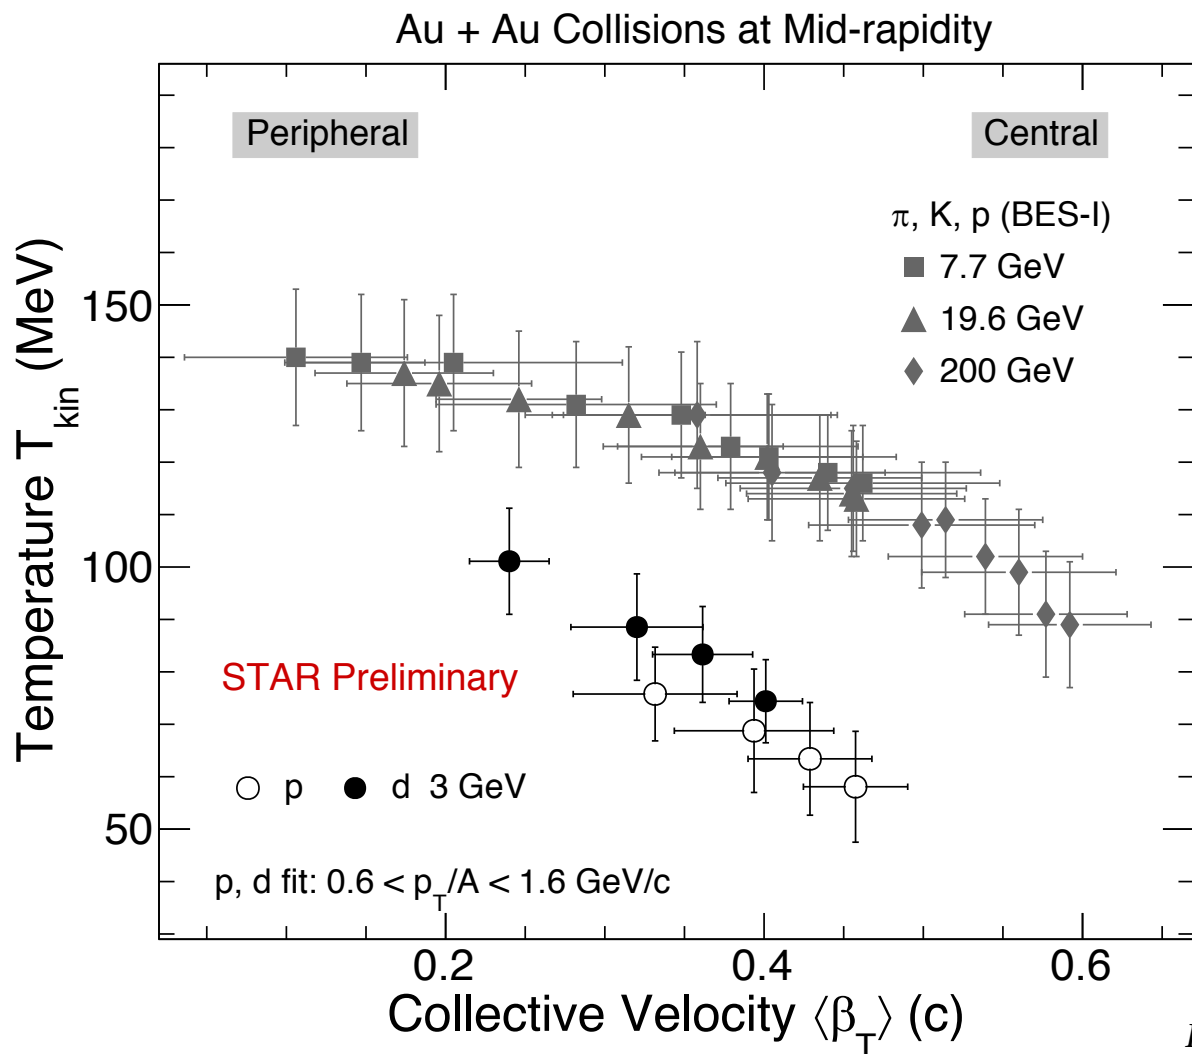 Au + Au Collisions at Mid-rapidity
Peripheral
Central
π, K, p (BES-I)
7.7 GeV
19.6 GeV
200 GeV
Temperature T_kin (MeV)
150
100
50
STAR Preliminary
p d 3 GeV
p, d fit: 0.6 < p_T/A < 1.6 GeV/c
0.2 0.4 0.6
Collective Velocity ⟨β_T⟩ (c)